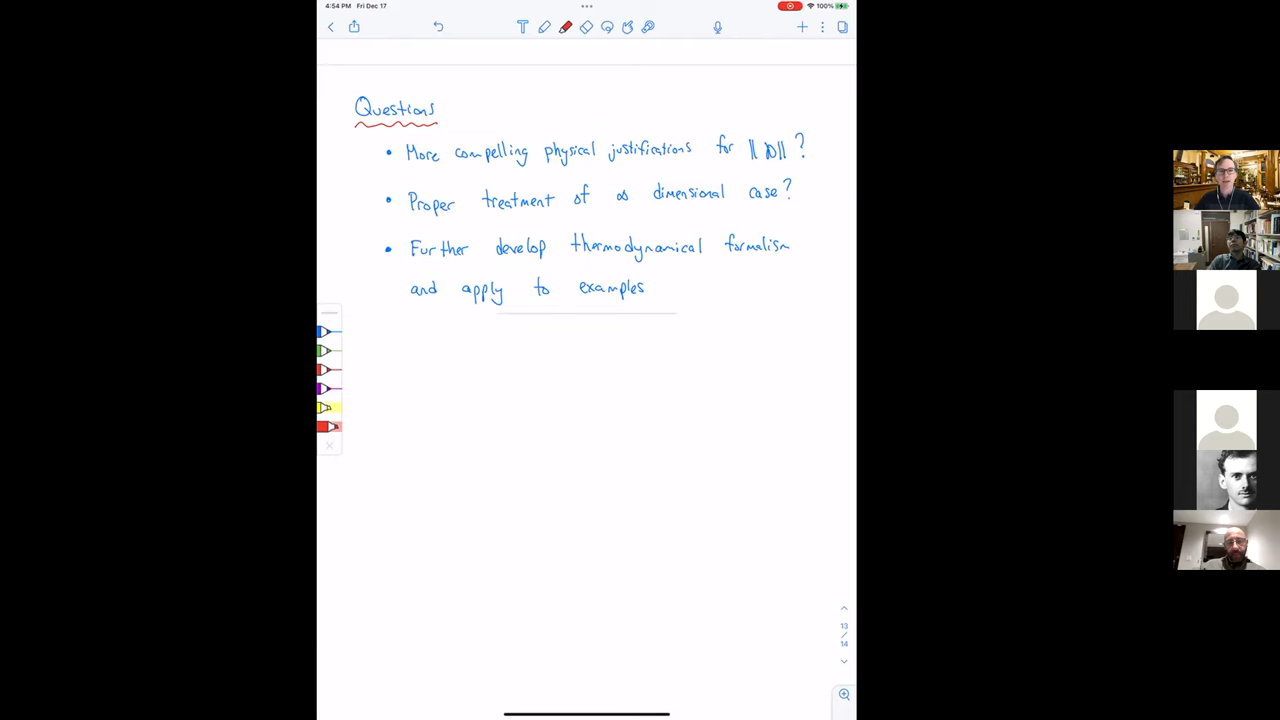 4:54 PM Fri Dec 17
100%
Questions
• More compelling physical justifications for ||D||?
• Proper treatment of ∞ dimensional case?
• Further develop thermodynamical formalism
and apply to examples
13
/
14